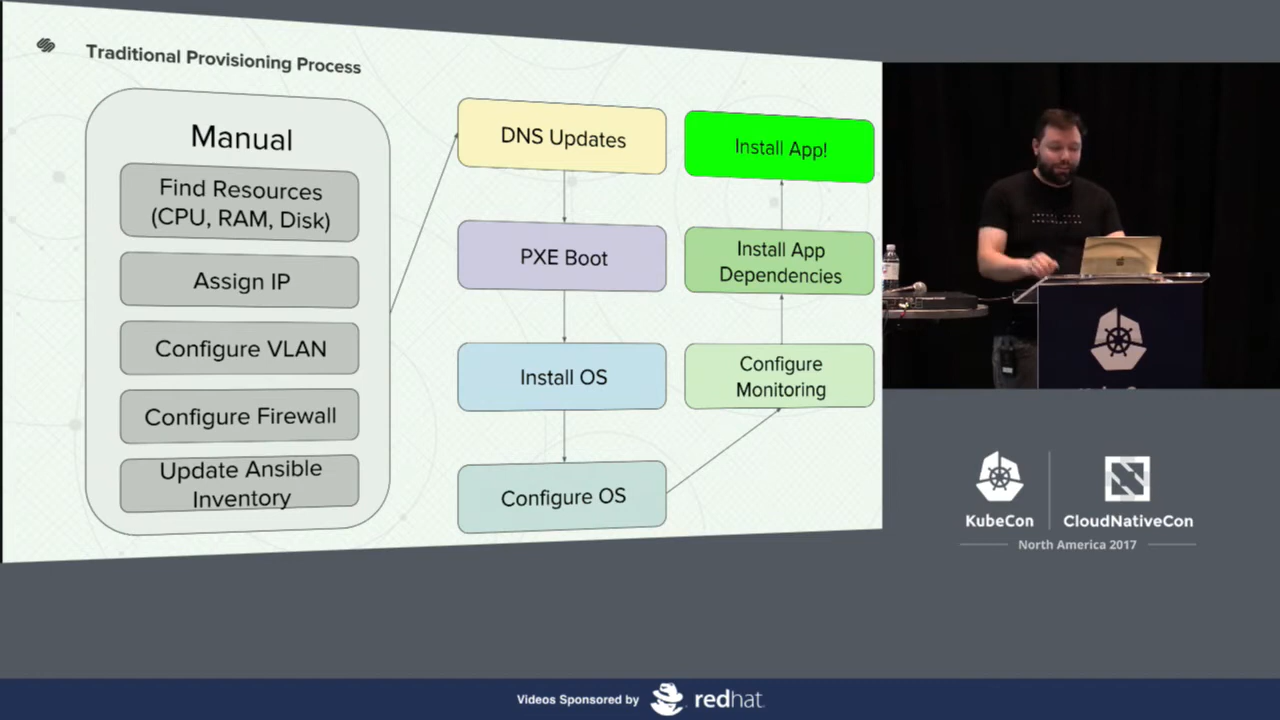 Traditional Provisioning Process
Manual
Find Resources
(CPU, RAM, Disk)
Assign IP
Configure VLAN
Configure Firewall
Update Ansible
Inventory
DNS Updates
PXE Boot
Install OS
Configure OS
Install App!
Install App
Dependencies
Configure
Monitoring
KubeCon
CloudNativeCon
North America 2017
Videos Sponsored by
redhat